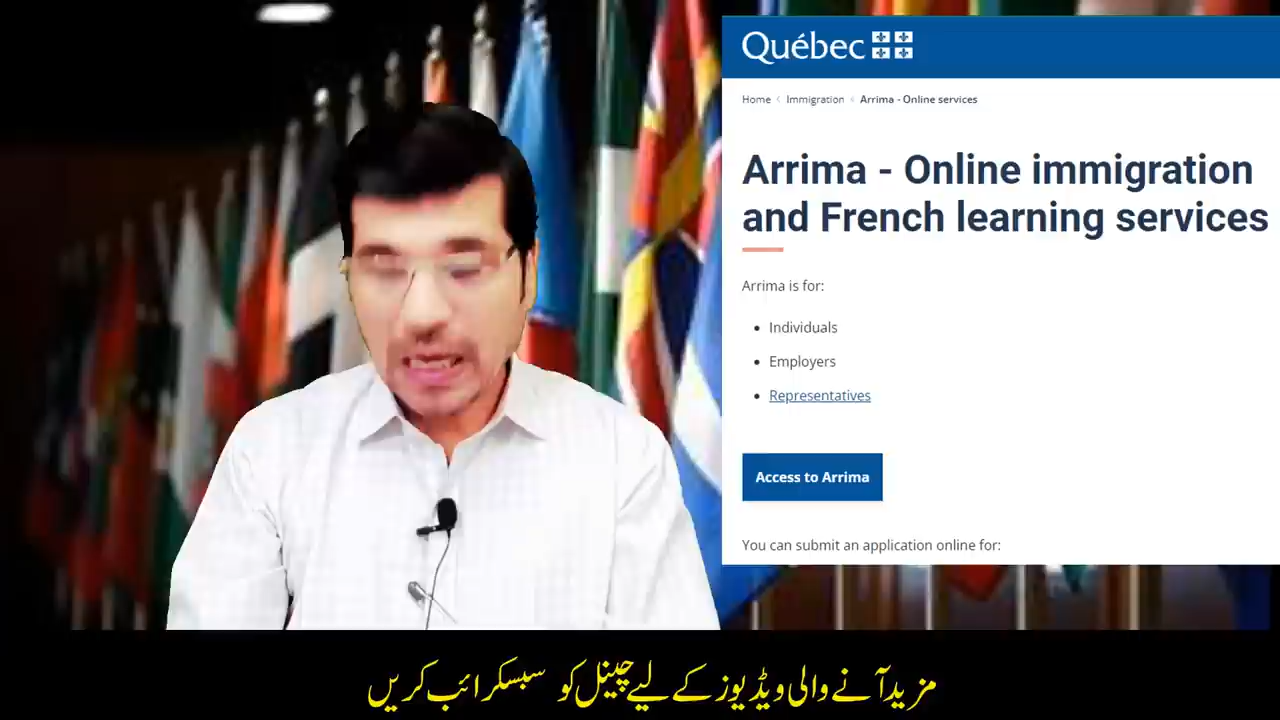 Québec
Home < Immigration < Arrima - Online services
Arrima - Online immigration
and French learning services
Arrima is for:
Individuals
Employers
Representatives
Access to Arrima
You can submit an application online for:
مزید آنے والی ویڈیوز کے لیے چینل کو سبسکرائب کریں